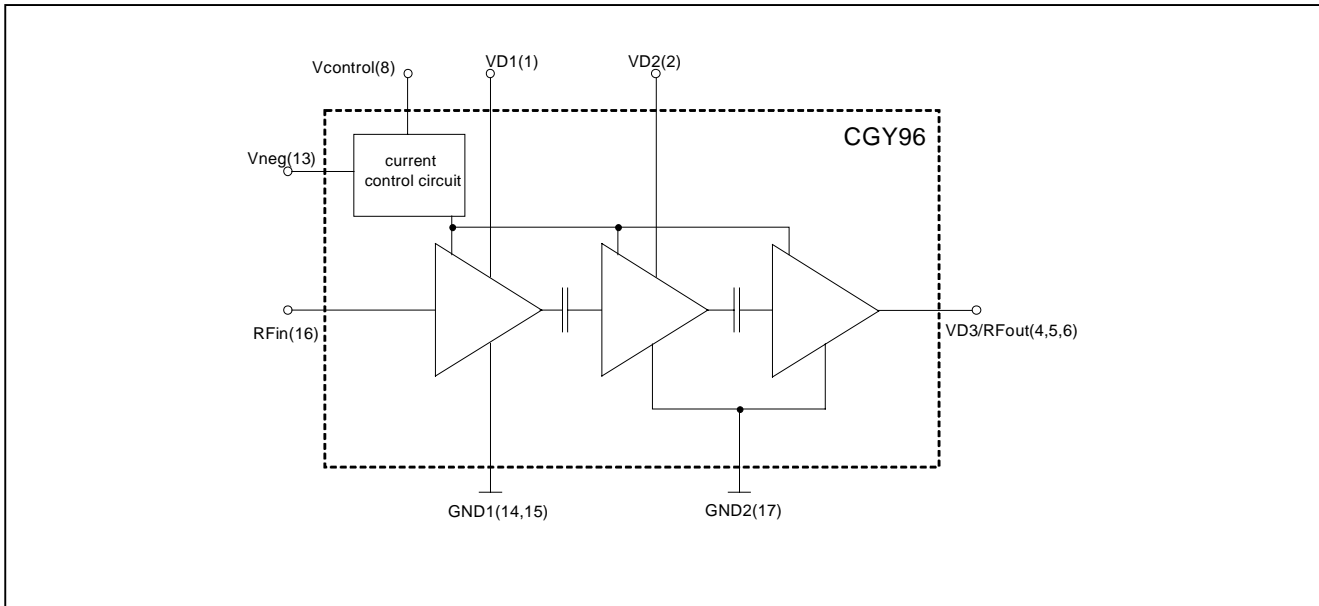 VD1(1)
VD2(2)
Vcontrol(8)
CGY96
Vneg(13)
current
control circuit
RFin(16)
VD3/RFout(4,5,6)
GND1(14,15)
GND2(17)